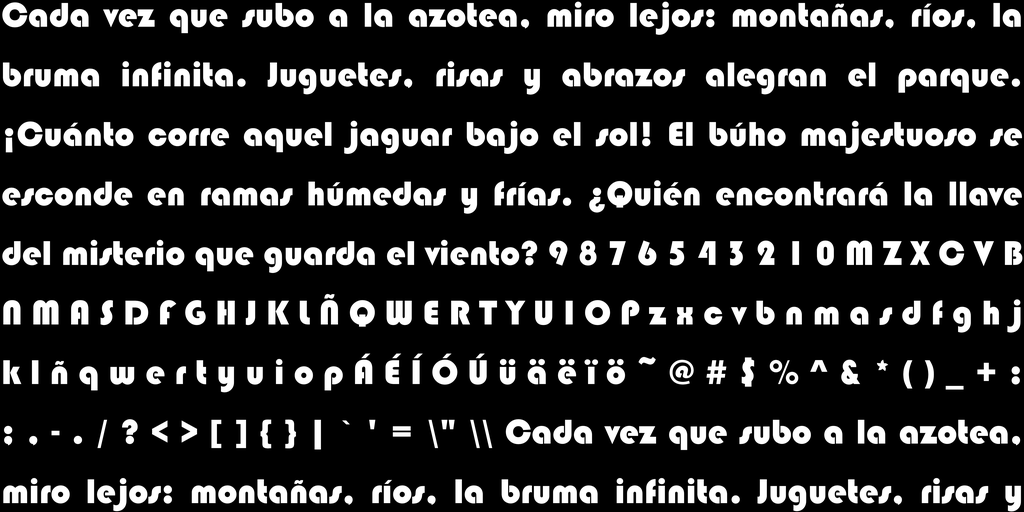 Cada vez que subo a la azotea, miro lejos: montañas, ríos, la
bruma infinita. Juguetes, risas y abrazos alegran el parque.
¡Cuánto corre aquel jaguar bajo el sol! El búho majestuoso se
esconde en ramas húmedas y frías. ¿Quién encontrará la llave
del misterio que guarda el viento? 9 8 7 6 5 4 3 2 1 0 M Z X C V B
N M A S D F G H J K L Ñ Q W E R T Y U I O P z x c v b n m a s d f g h j
k l ñ q w e r t y u i o p Á É Í Ó Ú ü ä ë ï ö ~ @ # $ % ^ & * ( ) _ + :
; , - . / ? < > [ ] { } | ` ' = \" \\ Cada vez que subo a la azotea,
miro lejos: montañas, ríos, la bruma infinita. Juguetes, risas y